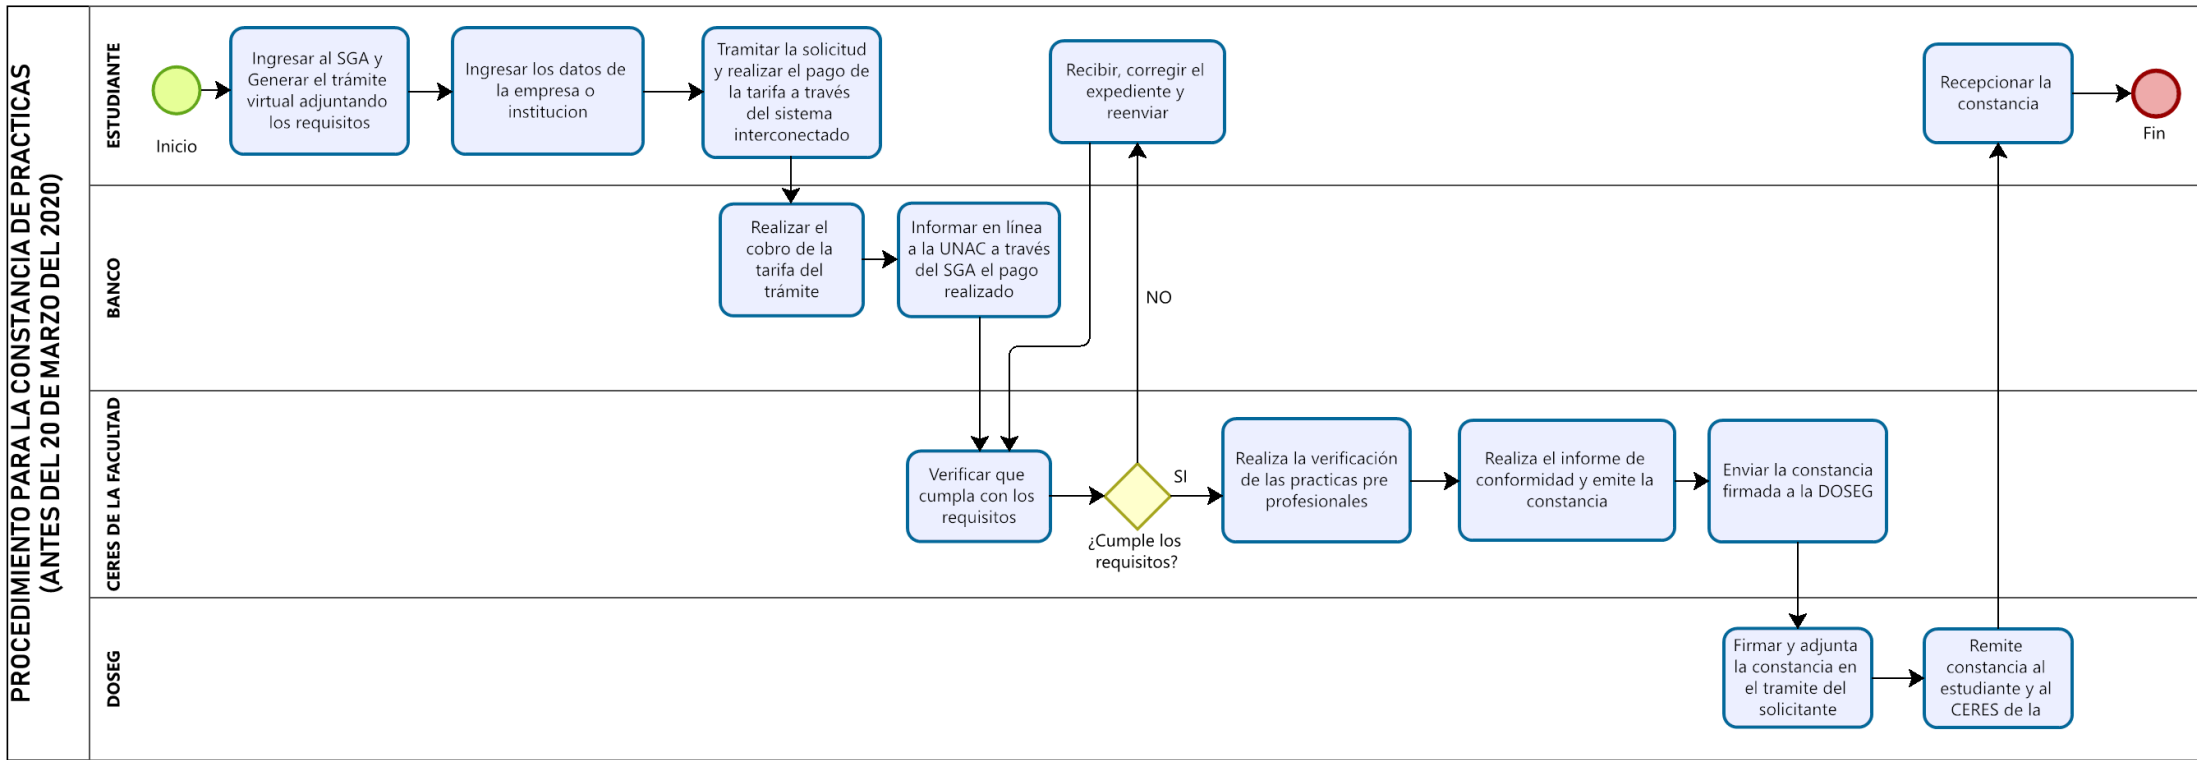 PROCEDIMIENTO PARA LA CONSTANCIA DE PRACTICAS
(ANTES DEL 20 DE MARZO DEL 2020)
ESTUDIANTE
Inicio
Ingresar al SGA y
Generar el trámite
virtual adjuntando
los requisitos
Ingresar los datos de
la empresa o
institucion
Tramitar la solicitud
y realizar el pago de
la tarifa a través
del sistema
interconectado
Recibir, corregir el
expediente y
reenviar
Recepcionar la
constancia
Fin
BANCO
Realizar el
cobro de la
tarifa del
trámite
Informar en línea
a la UNAC a través
del SGA el pago
realizado
NO
CERES DE LA FACULTAD
Verificar que
cumpla con los
requisitos
¿Cumple los
requisitos?
SI
Realiza la verificación
de las practicas pre
profesionales
Realiza el informe de
conformidad y emite la
constancia
Enviar la constancia
firmada a la DOSEG
DOSEG
Firmar y adjunta
la constancia en
el tramite del
solicitante
Remite
constancia al
estudiante y al
CERES de la